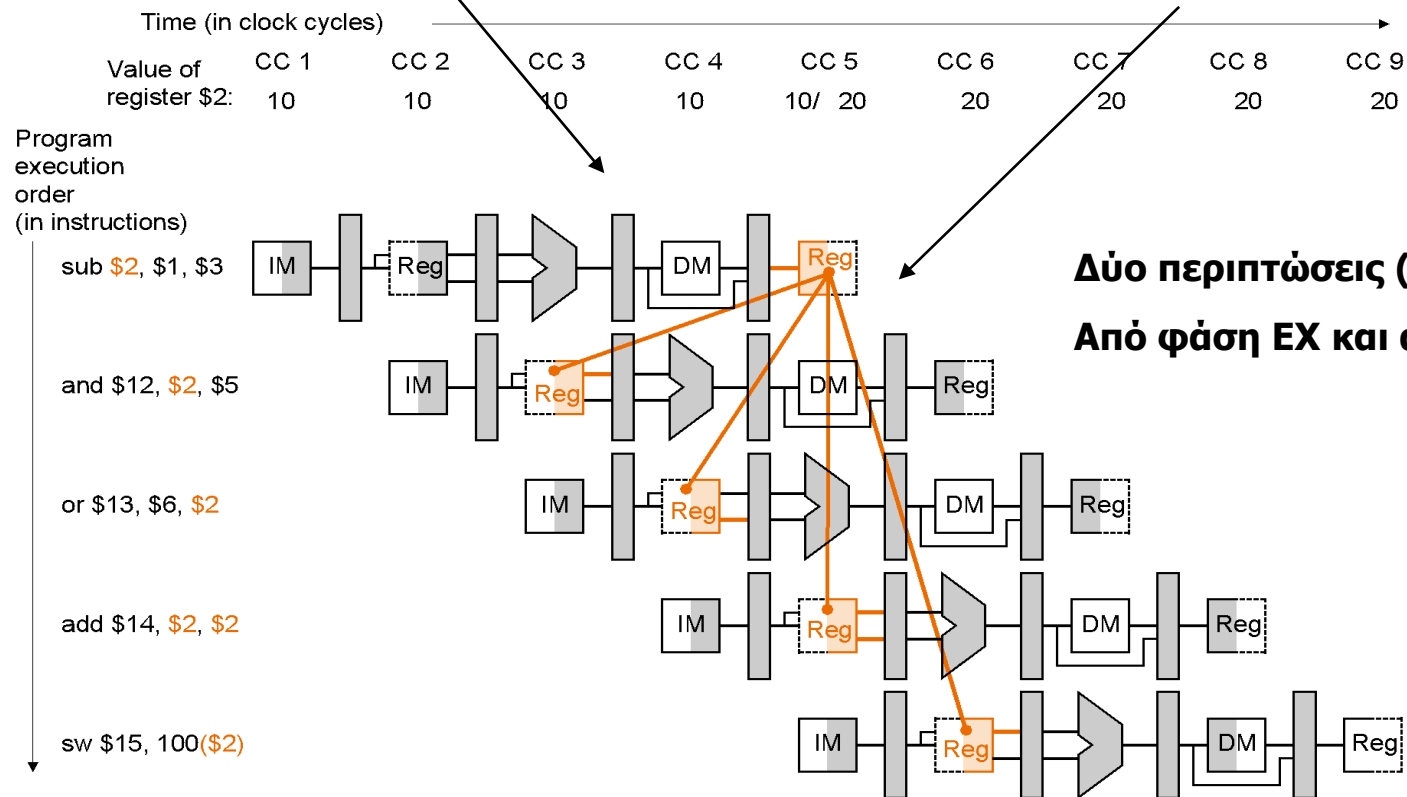 Time (in clock cycles)
CC 1 CC 2 CC 3 CC 4 CC 5 CC 6 CC 7 CC 8 CC 9
Value of
register $2:
10 10 10 10 10/ 20 20 20 20 20
Program
execution
order
(in instructions)
sub $2, $1, $3
IM Reg DM Reg
Δύο περιπτώσεις (
Από φάση EX και α
and $12, $2, $5
IM Reg DM Reg
or $13, $6, $2
IM Reg DM Reg
add $14, $2, $2
IM Reg DM Reg
sw $15, 100($2)
IM Reg DM Reg